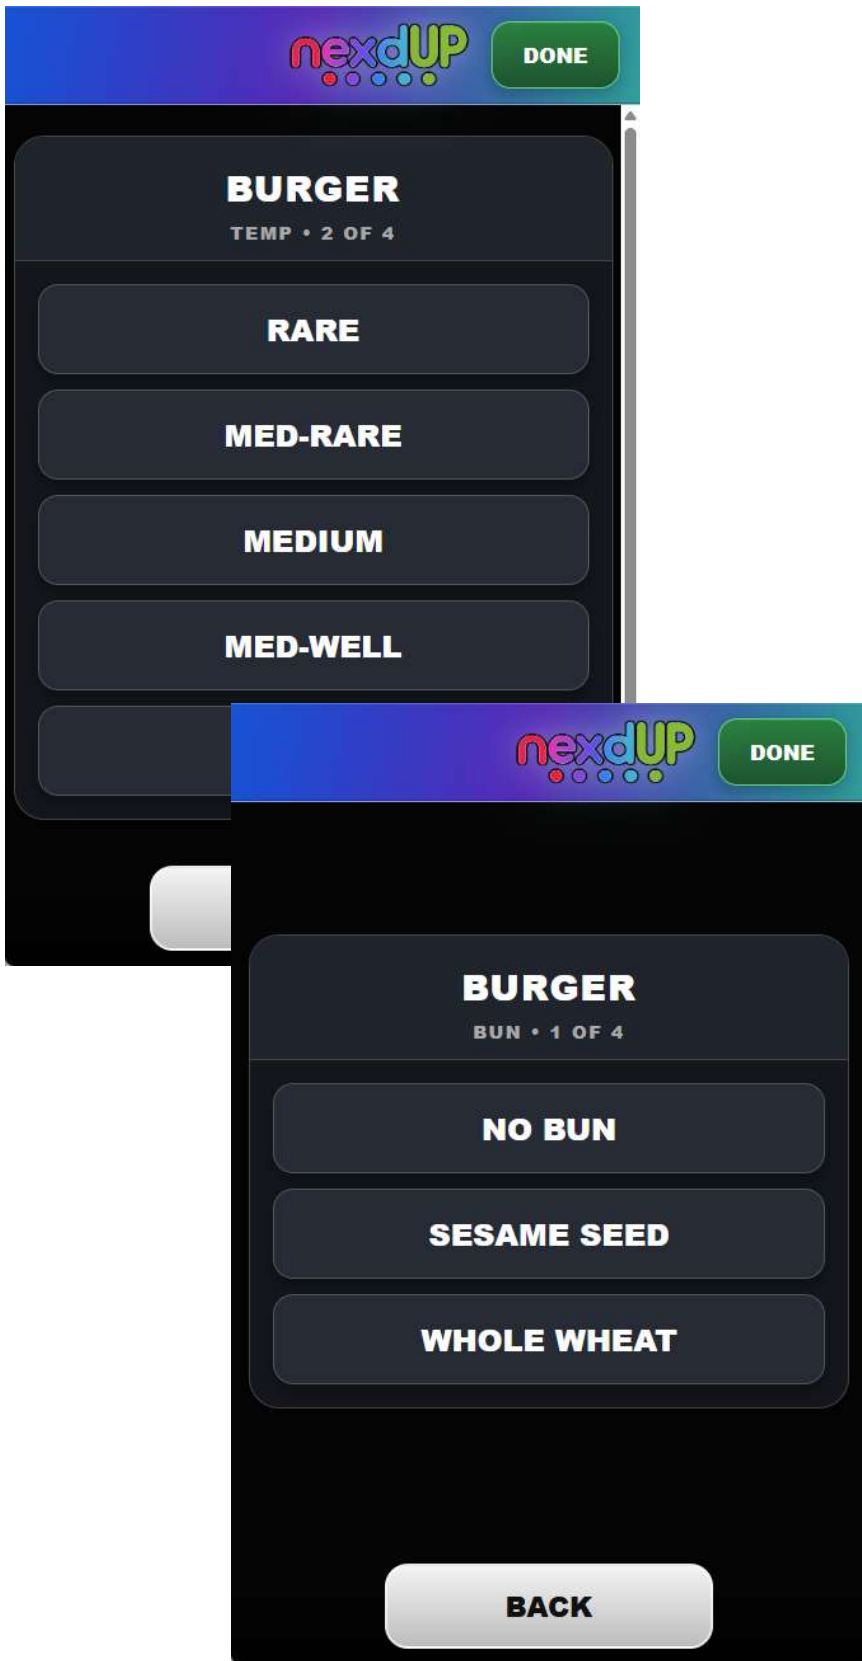 nexdUP
DONE
BURGER
TEMP • 2 OF 4
RARE
MED-RARE
MEDIUM
MED-WELL
nexdUP
DONE
BURGER
BUN • 1 OF 4
NO BUN
SESAME SEED
WHOLE WHEAT
BACK